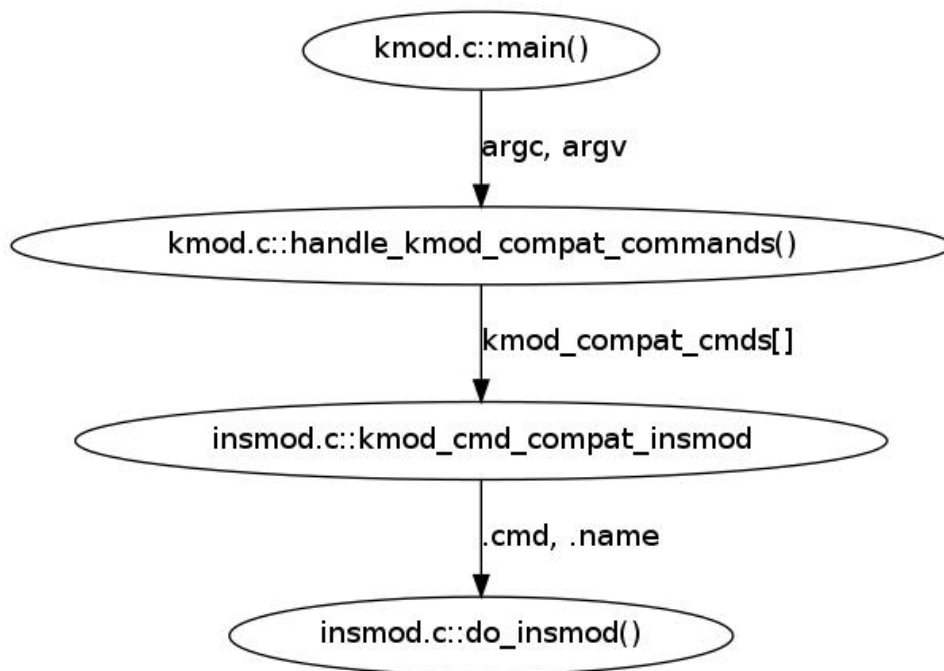 kmod.c::main()
argc, argv
kmod.c::handle_kmod_compat_commands()
kmod_compat_cmds[]
insmod.c::kmod_cmd_compat_insmod
.cmd, .name
insmod.c::do_insmod()